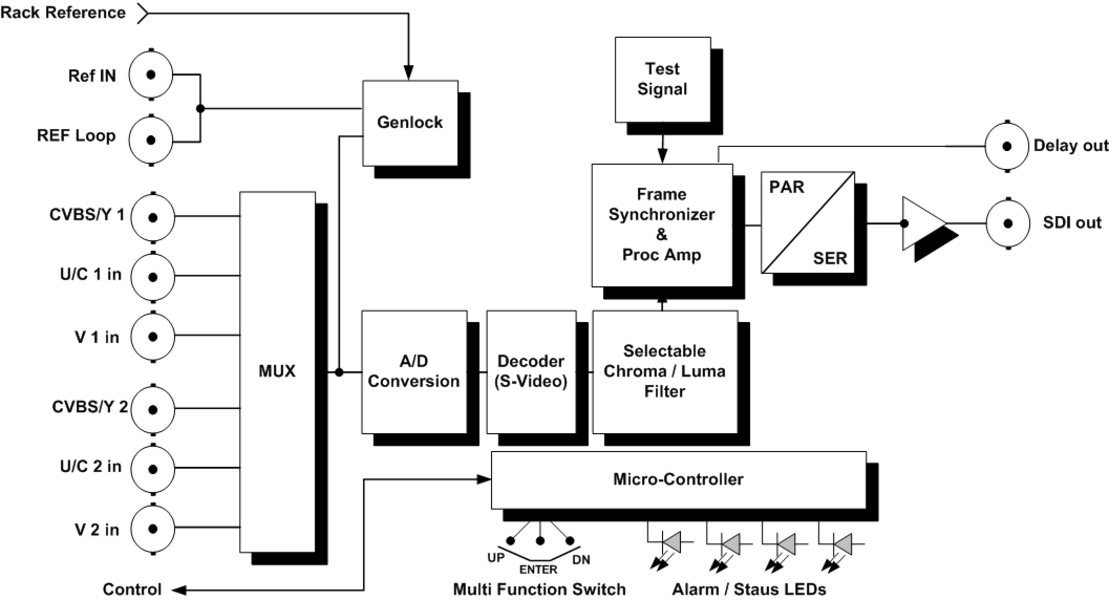 Rack Reference
Ref IN
REF Loop
Genlock
Test
Signal
Delay out
CVBS/Y 1
U/C 1 in
V 1 in
CVBS/Y 2
U/C 2 in
V 2 in
MUX
Frame
Synchronizer
&
Proc Amp
PAR
SER
SDI out
A/D
Conversion
Decoder
(S-Video)
Selectable
Chroma / Luma
Filter
Micro-Controller
UP
ENTER
DN
Control
Multi Function Switch
Alarm / Staus LEDs